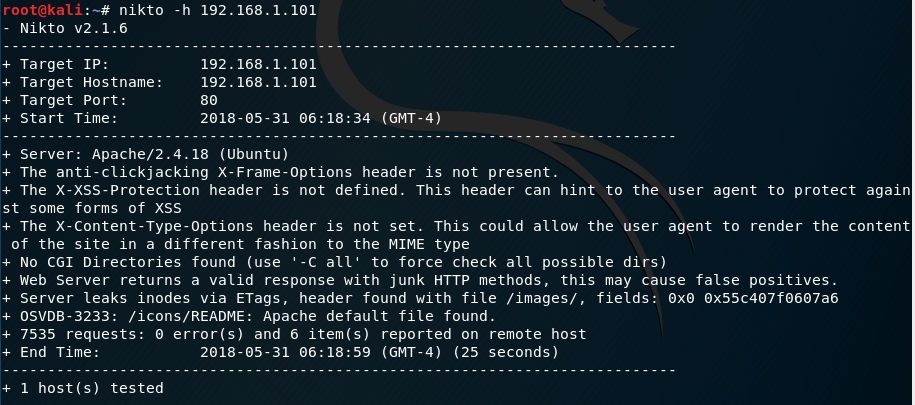 root@kali:~# nikto -h 192.168.1.101
- Nikto v2.1.6
---------------------------------------------------------------------------
+ Target IP:          192.168.1.101
+ Target Hostname:    192.168.1.101
+ Target Port:        80
+ Start Time:         2018-05-31 06:18:34 (GMT-4)
---------------------------------------------------------------------------
+ Server: Apache/2.4.18 (Ubuntu)
+ The anti-clickjacking X-Frame-Options header is not present.
+ The X-XSS-Protection header is not defined. This header can hint to the user agent to protect again
st some forms of XSS
+ The X-Content-Type-Options header is not set. This could allow the user agent to render the content
 of the site in a different fashion to the MIME type
+ No CGI Directories found (use '-C all' to force check all possible dirs)
+ Web Server returns a valid response with junk HTTP methods, this may cause false positives.
+ Server leaks inodes via ETags, header found with file /images/, fields: 0x0 0x55c407f0607a6
+ OSVDB-3233: /icons/README: Apache default file found.
+ 7535 requests: 0 error(s) and 6 item(s) reported on remote host
+ End Time:           2018-05-31 06:18:59 (GMT-4) (25 seconds)
---------------------------------------------------------------------------
+ 1 host(s) tested